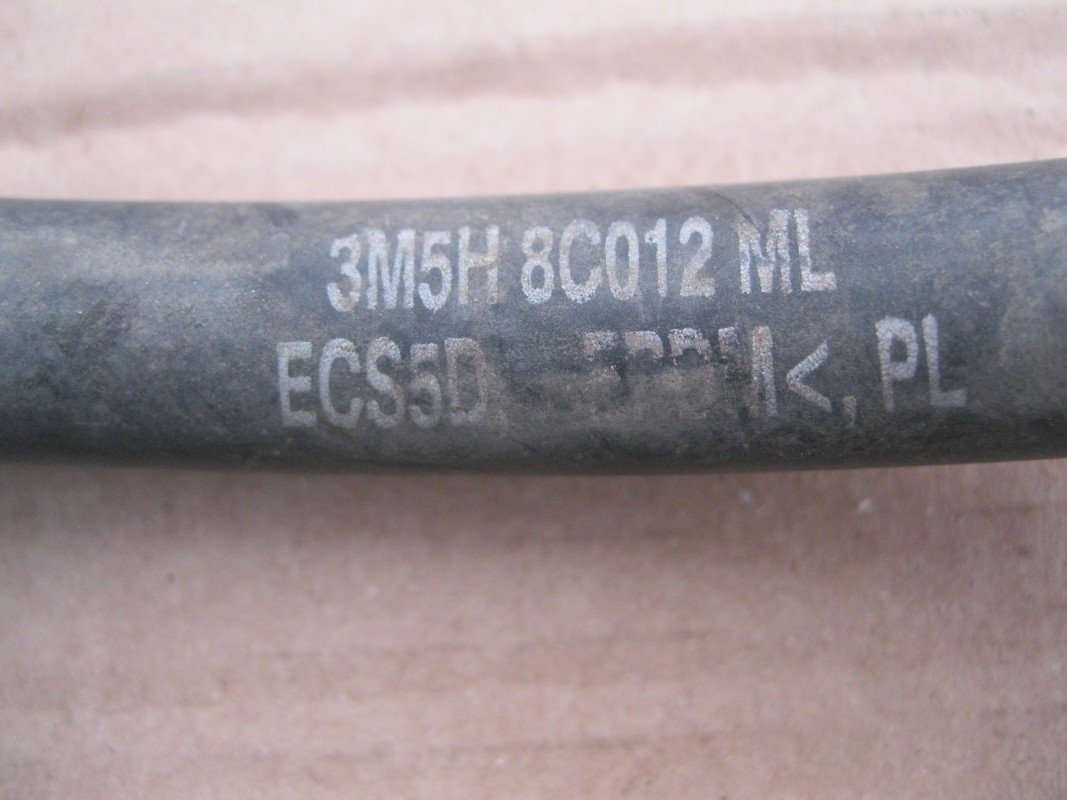 3M5H 8C012 ML
ECS5D, <, PL